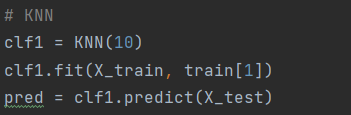 # KNN
clf1 = KNN(10)
clf1.fit(X_train, train[1])
pred = clf1.predict(X_test)